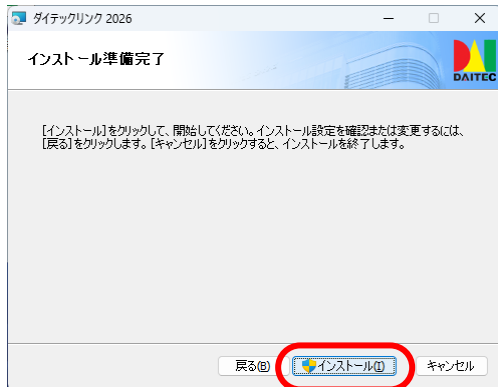 ダイテックリンク 2026
インストール準備完了
DAITEC
[インストール]をクリックして、開始してください。インストール設定を確認または変更するには、
[戻る]をクリックします。[キャンセル]をクリックすると、インストールを終了します。
戻る(B) インストール(I) キャンセル